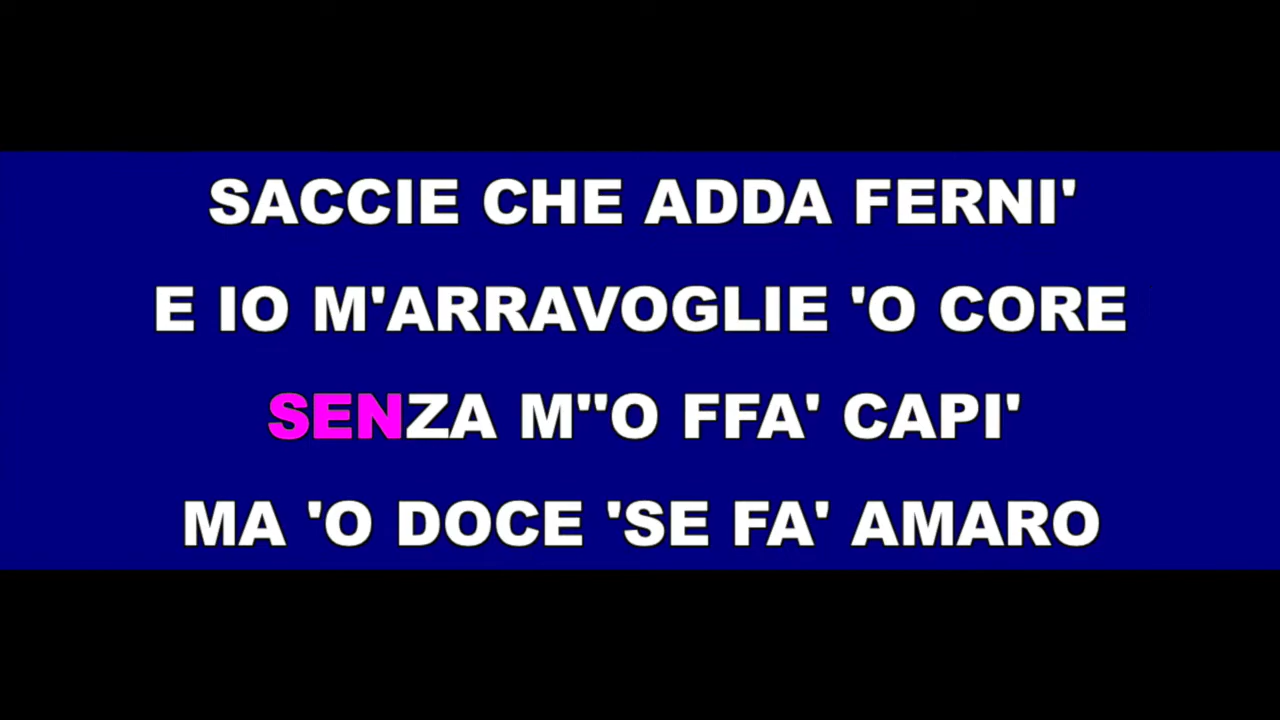 SACCIE CHE ADDA FERNI'
E IO M'ARRAVOGLIE 'O CORE
SENZA M''O FFA' CAPI'
MA 'O DOCE 'SE FA' AMARO